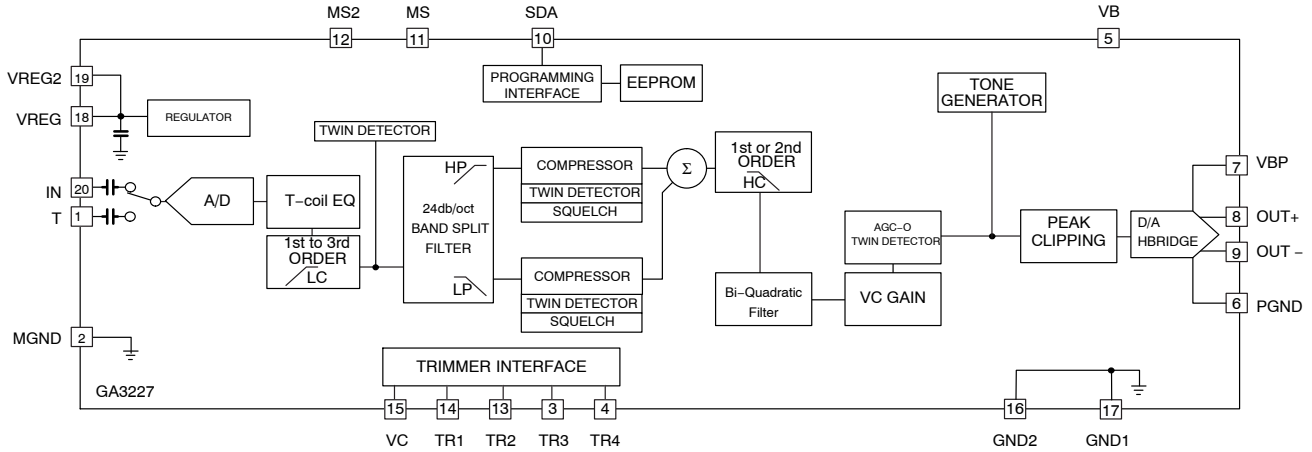 MS2
MS
SDA
VB
12
11
10
5
VREG2
19
VREG
18
REGULATOR
PROGRAMMING
INTERFACE
EEPROM
TONE
GENERATOR
TWIN DETECTOR
IN
20
T
1
A/D
T−coil EQ
1st to 3rd
ORDER
LC
HP
24db/oct
BAND SPLIT
FILTER
LP
COMPRESSOR
TWIN DETECTOR
SQUELCH
COMPRESSOR
TWIN DETECTOR
SQUELCH
Σ
1st or 2nd
ORDER
HC
Bi−Quadratic
Filter
AGC−O
TWIN DETECTOR
VC GAIN
PEAK
CLIPPING
D/A
HBRIDGE
7
VBP
8
OUT+
9
OUT −
6
PGND
MGND
2
GA3227
TRIMMER INTERFACE
15
14
13
3
4
16
17
VC
TR1
TR2
TR3
TR4
GND2
GND1